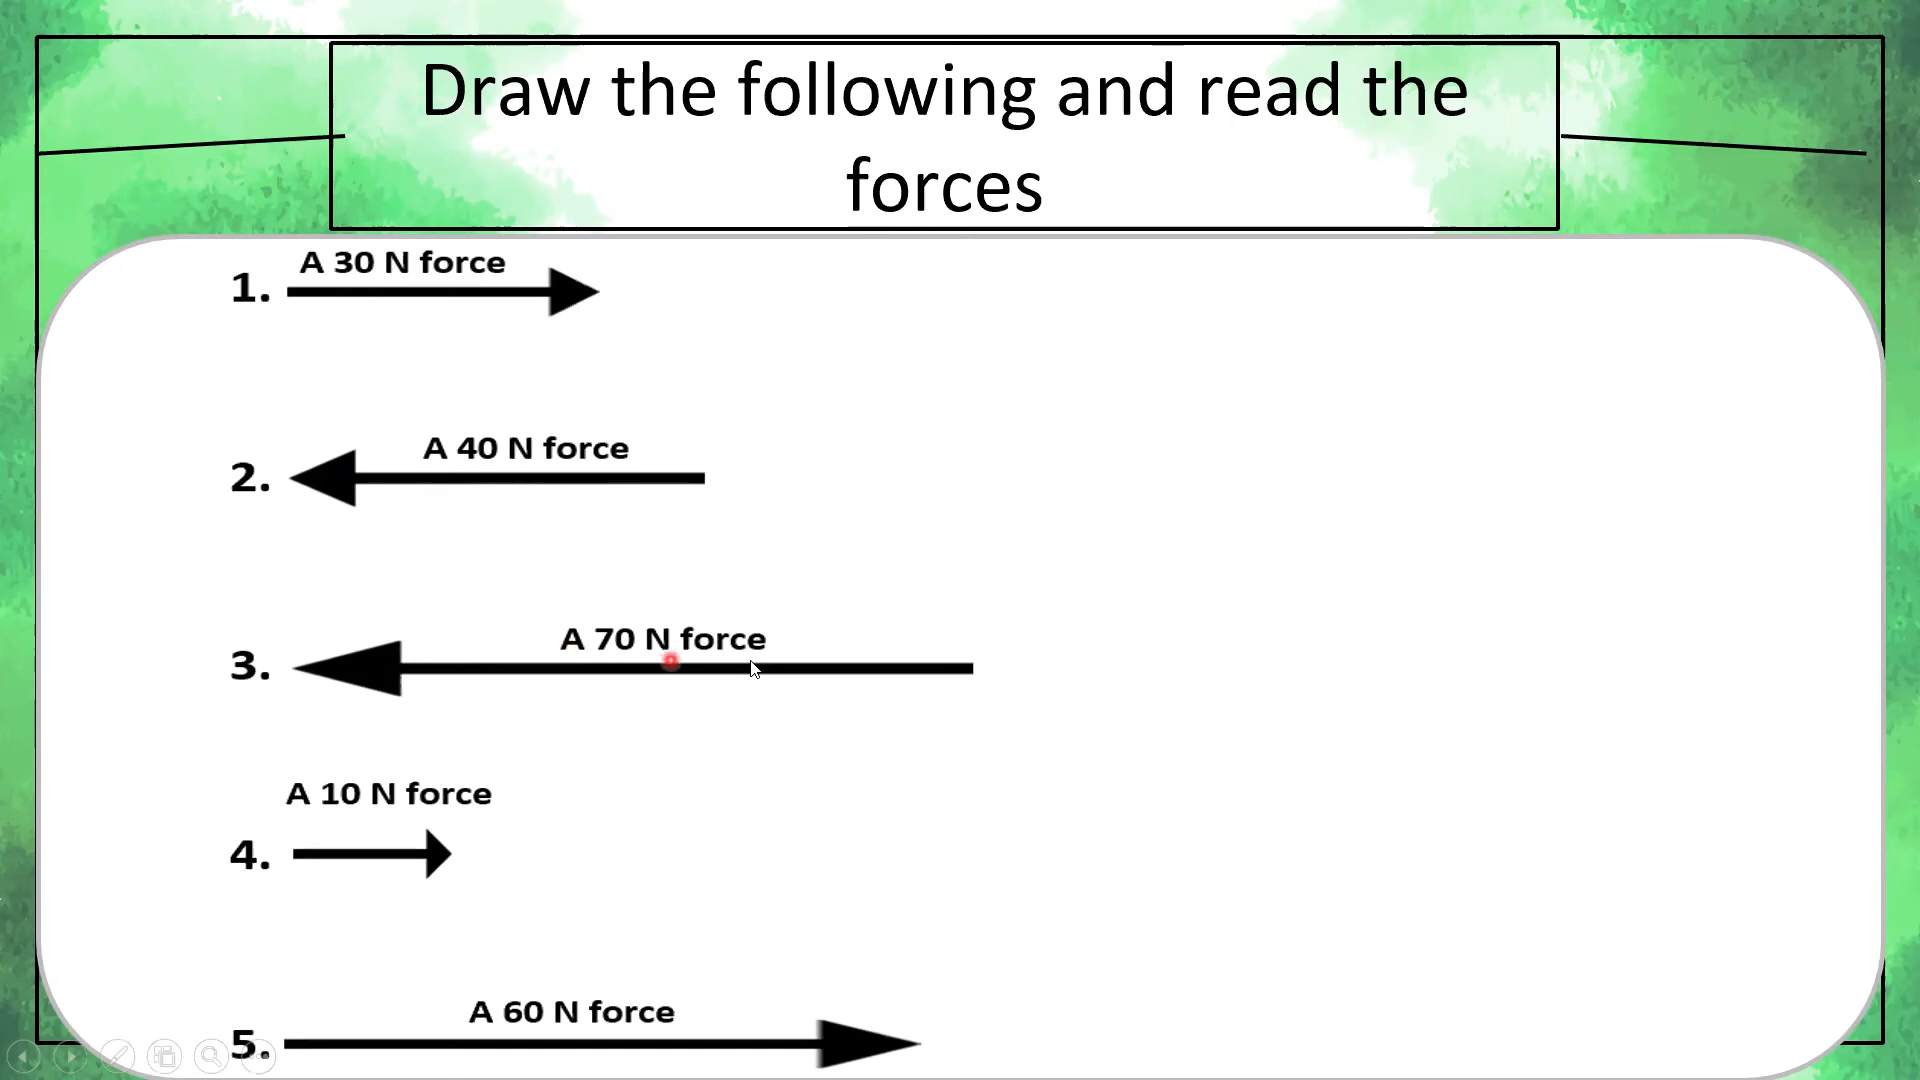 Draw the following and read the
forces
A 30 N force
1.
A 40 N force
2.
A 70 N force
3.
A 10 N force
4.
A 60 N force
5.